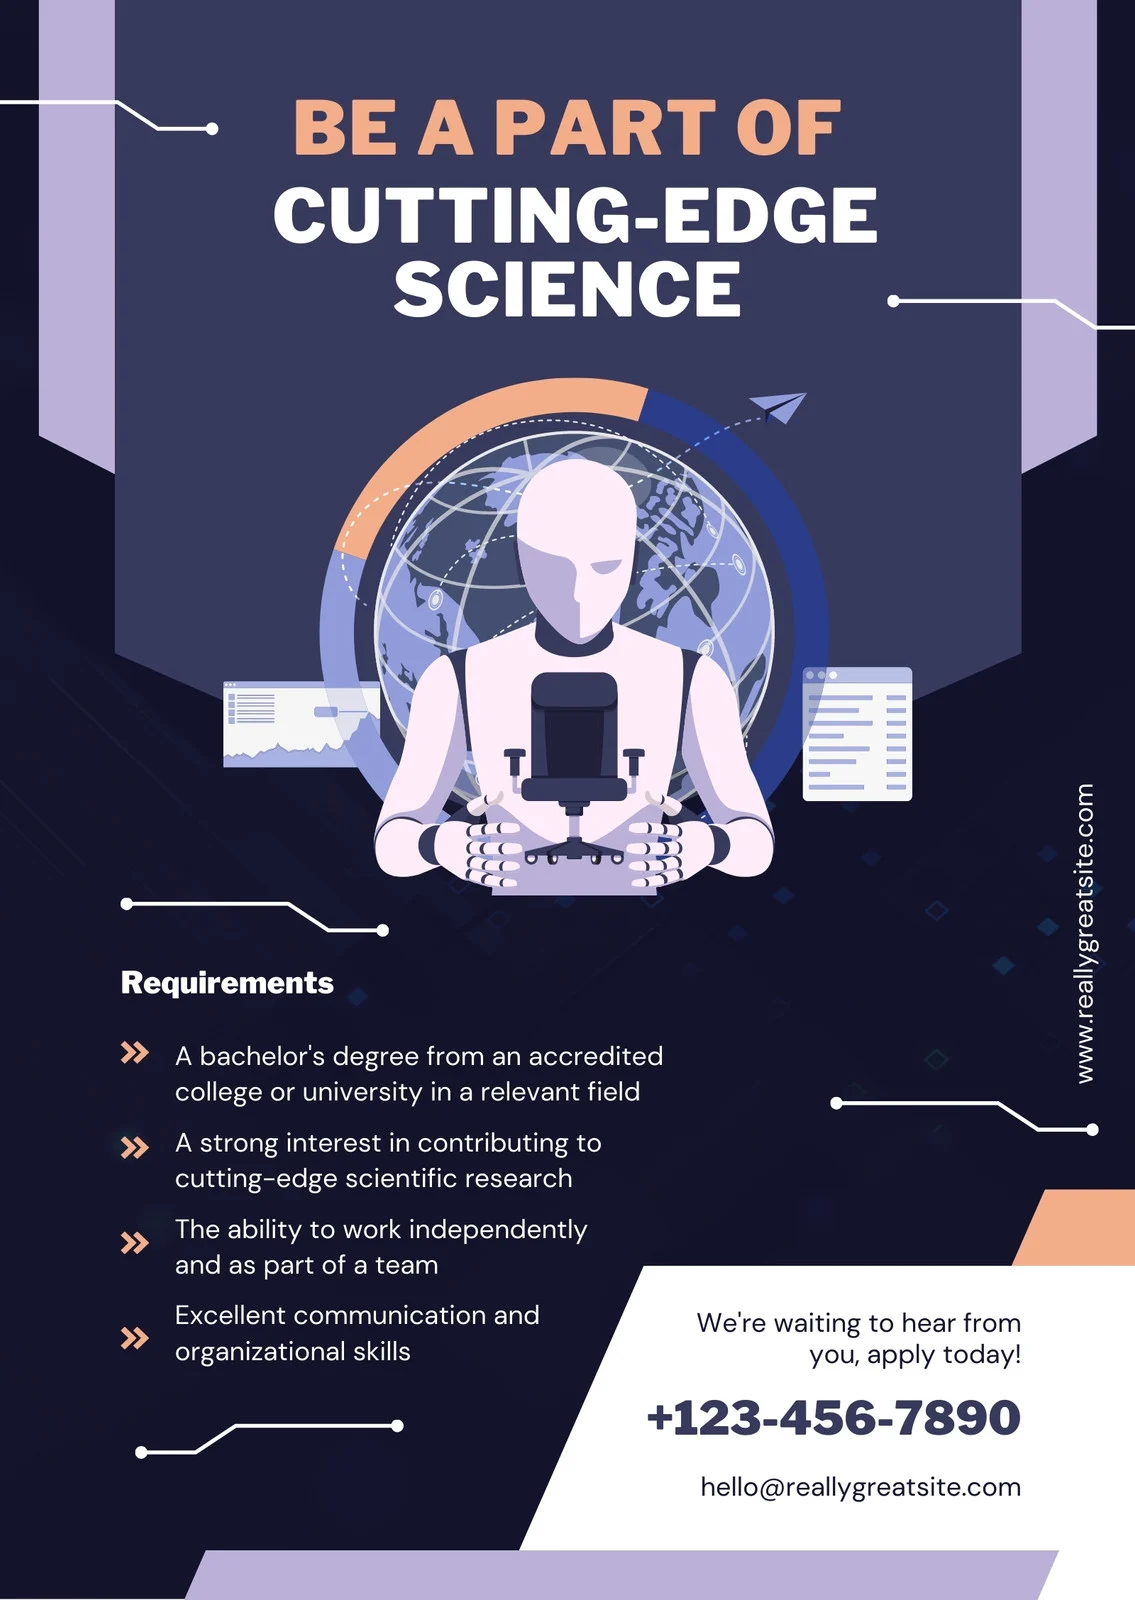 BE A PART OF
CUTTING-EDGE
SCIENCE
www.reallygreatsite.com
Requirements
A bachelor's degree from an accredited
college or university in a relevant field
A strong interest in contributing to
cutting-edge scientific research
The ability to work independently
and as part of a team
Excellent communication and
organizational skills
We're waiting to hear from
you, apply today!
+123-456-7890
hello@reallygreatsite.com